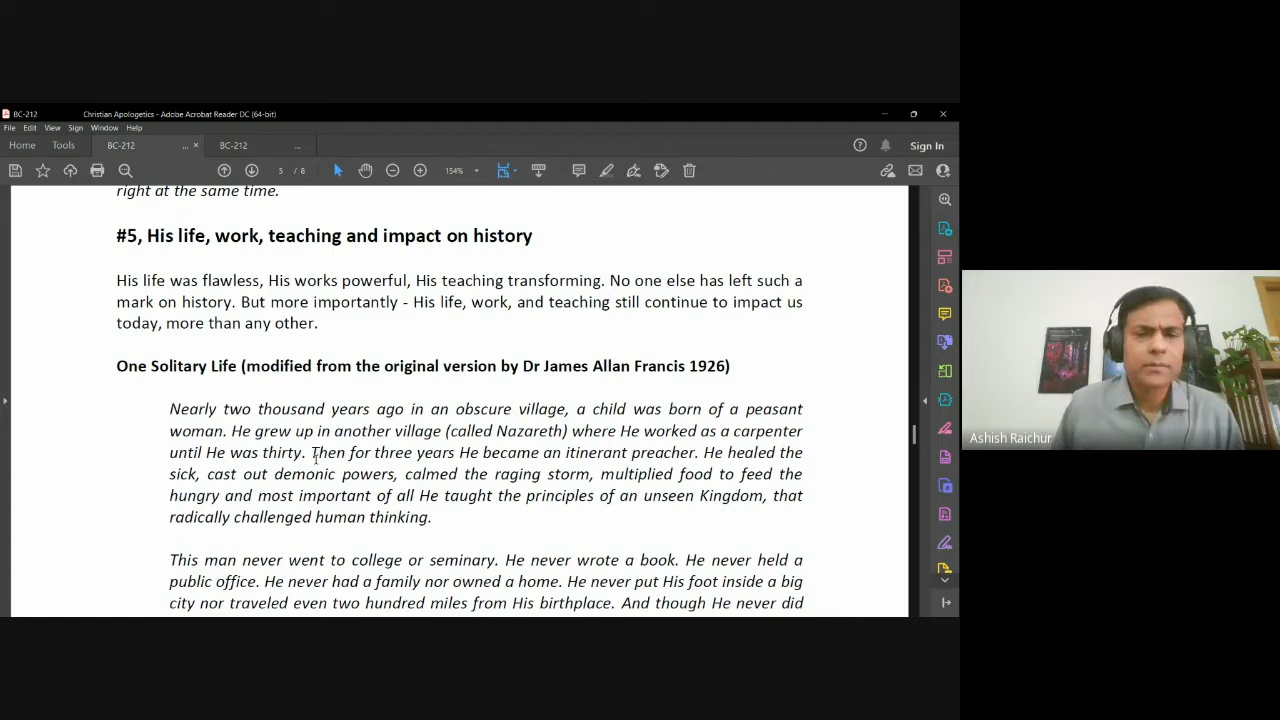 BC-212 Christian Apologetics - Adobe Acrobat Reader DC (64-bit)
File Edit View Sign Window Help
Home Tools BC-212 ... × BC-212 ... Sign In
5 / 8 154%
right at the same time.
#5, His life, work, teaching and impact on history
His life was flawless, His works powerful, His teaching transforming. No one else has left such a
mark on history. But more importantly - His life, work, and teaching still continue to impact us
today, more than any other.
One Solitary Life (modified from the original version by Dr James Allan Francis 1926)
Nearly two thousand years ago in an obscure village, a child was born of a peasant
woman. He grew up in another village (called Nazareth) where He worked as a carpenter
until He was thirty. Then for three years He became an itinerant preacher. He healed the
sick, cast out demonic powers, calmed the raging storm, multiplied food to feed the
hungry and most important of all He taught the principles of an unseen Kingdom, that
radically challenged human thinking.
This man never went to college or seminary. He never wrote a book. He never held a
public office. He never had a family nor owned a home. He never put His foot inside a big
city nor traveled even two hundred miles from His birthplace. And though He never did
Ashish Raichur